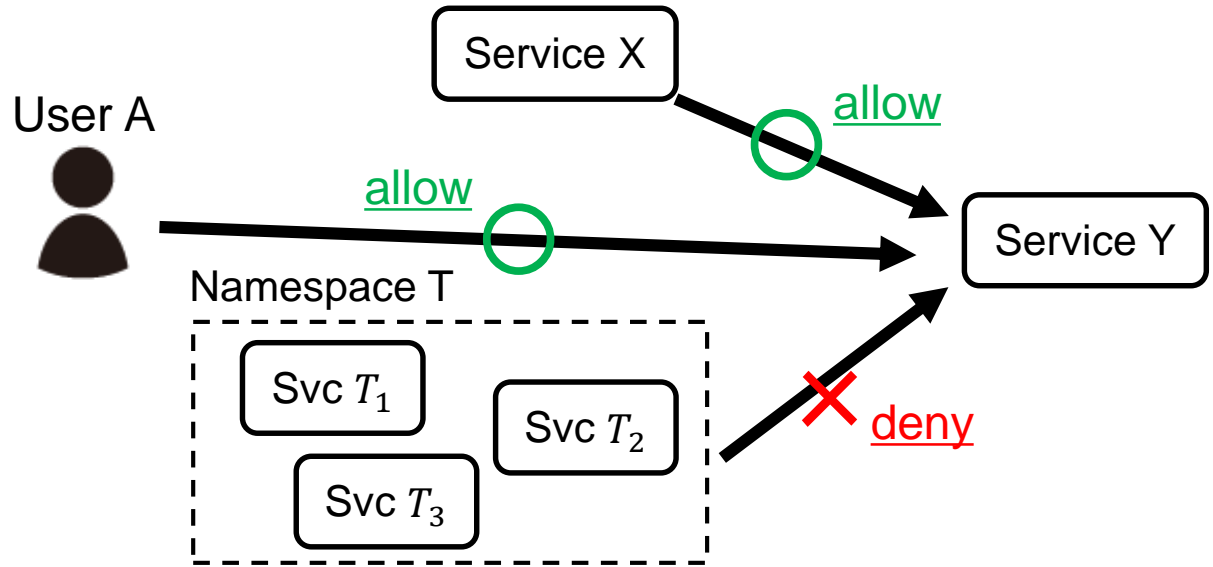 Service X
User A
allow
allow
Service Y
Namespace T
Svc T₁
Svc T₂
deny
Svc T₃